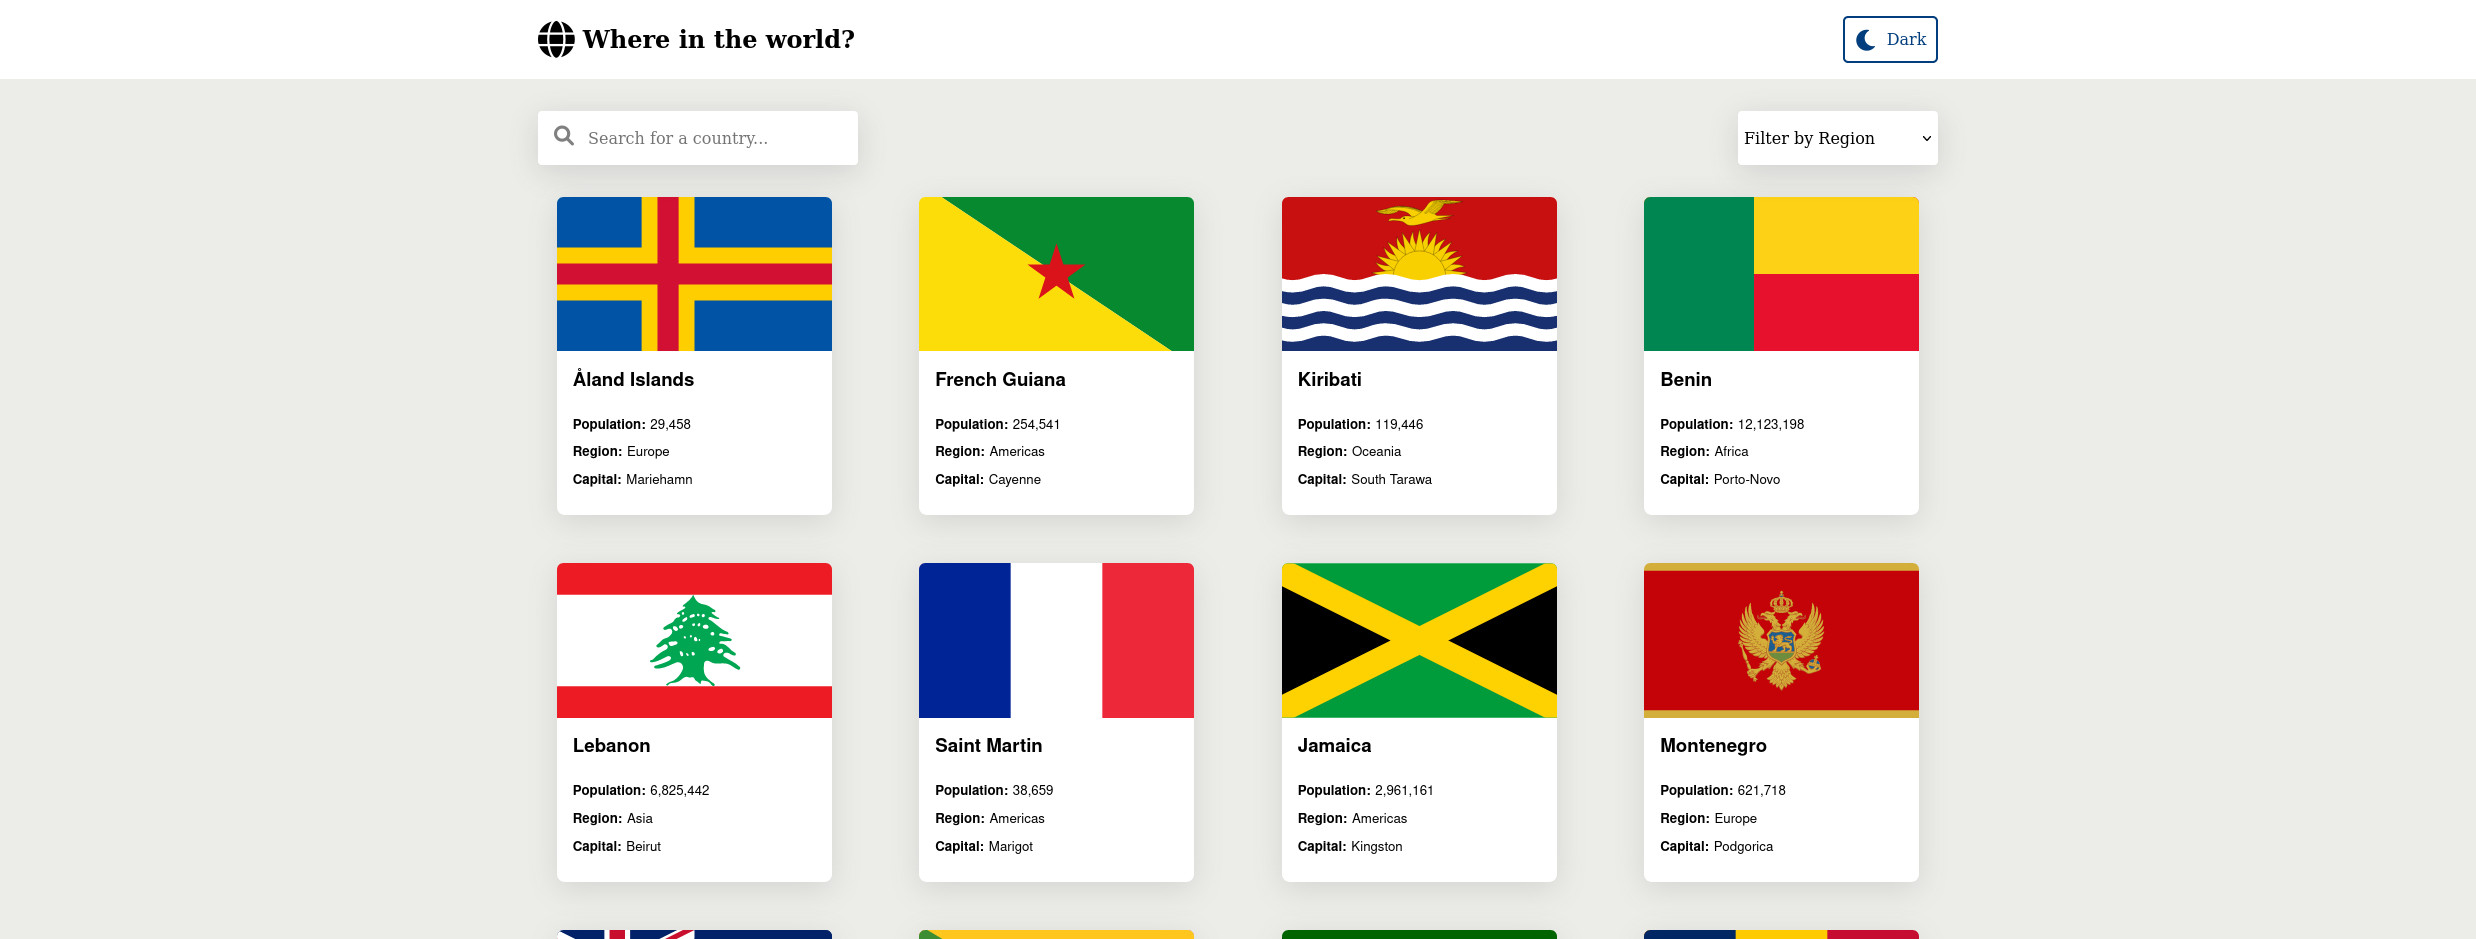 Where in the world?
Dark
Search for a country...
Filter by Region
Åland Islands
Population: 29,458
Region: Europe
Capital: Mariehamn
French Guiana
Population: 254,541
Region: Americas
Capital: Cayenne
Kiribati
Population: 119,446
Region: Oceania
Capital: South Tarawa
Benin
Population: 12,123,198
Region: Africa
Capital: Porto-Novo
Lebanon
Population: 6,825,442
Region: Asia
Capital: Beirut
Saint Martin
Population: 38,659
Region: Americas
Capital: Marigot
Jamaica
Population: 2,961,161
Region: Americas
Capital: Kingston
Montenegro
Population: 621,718
Region: Europe
Capital: Podgorica